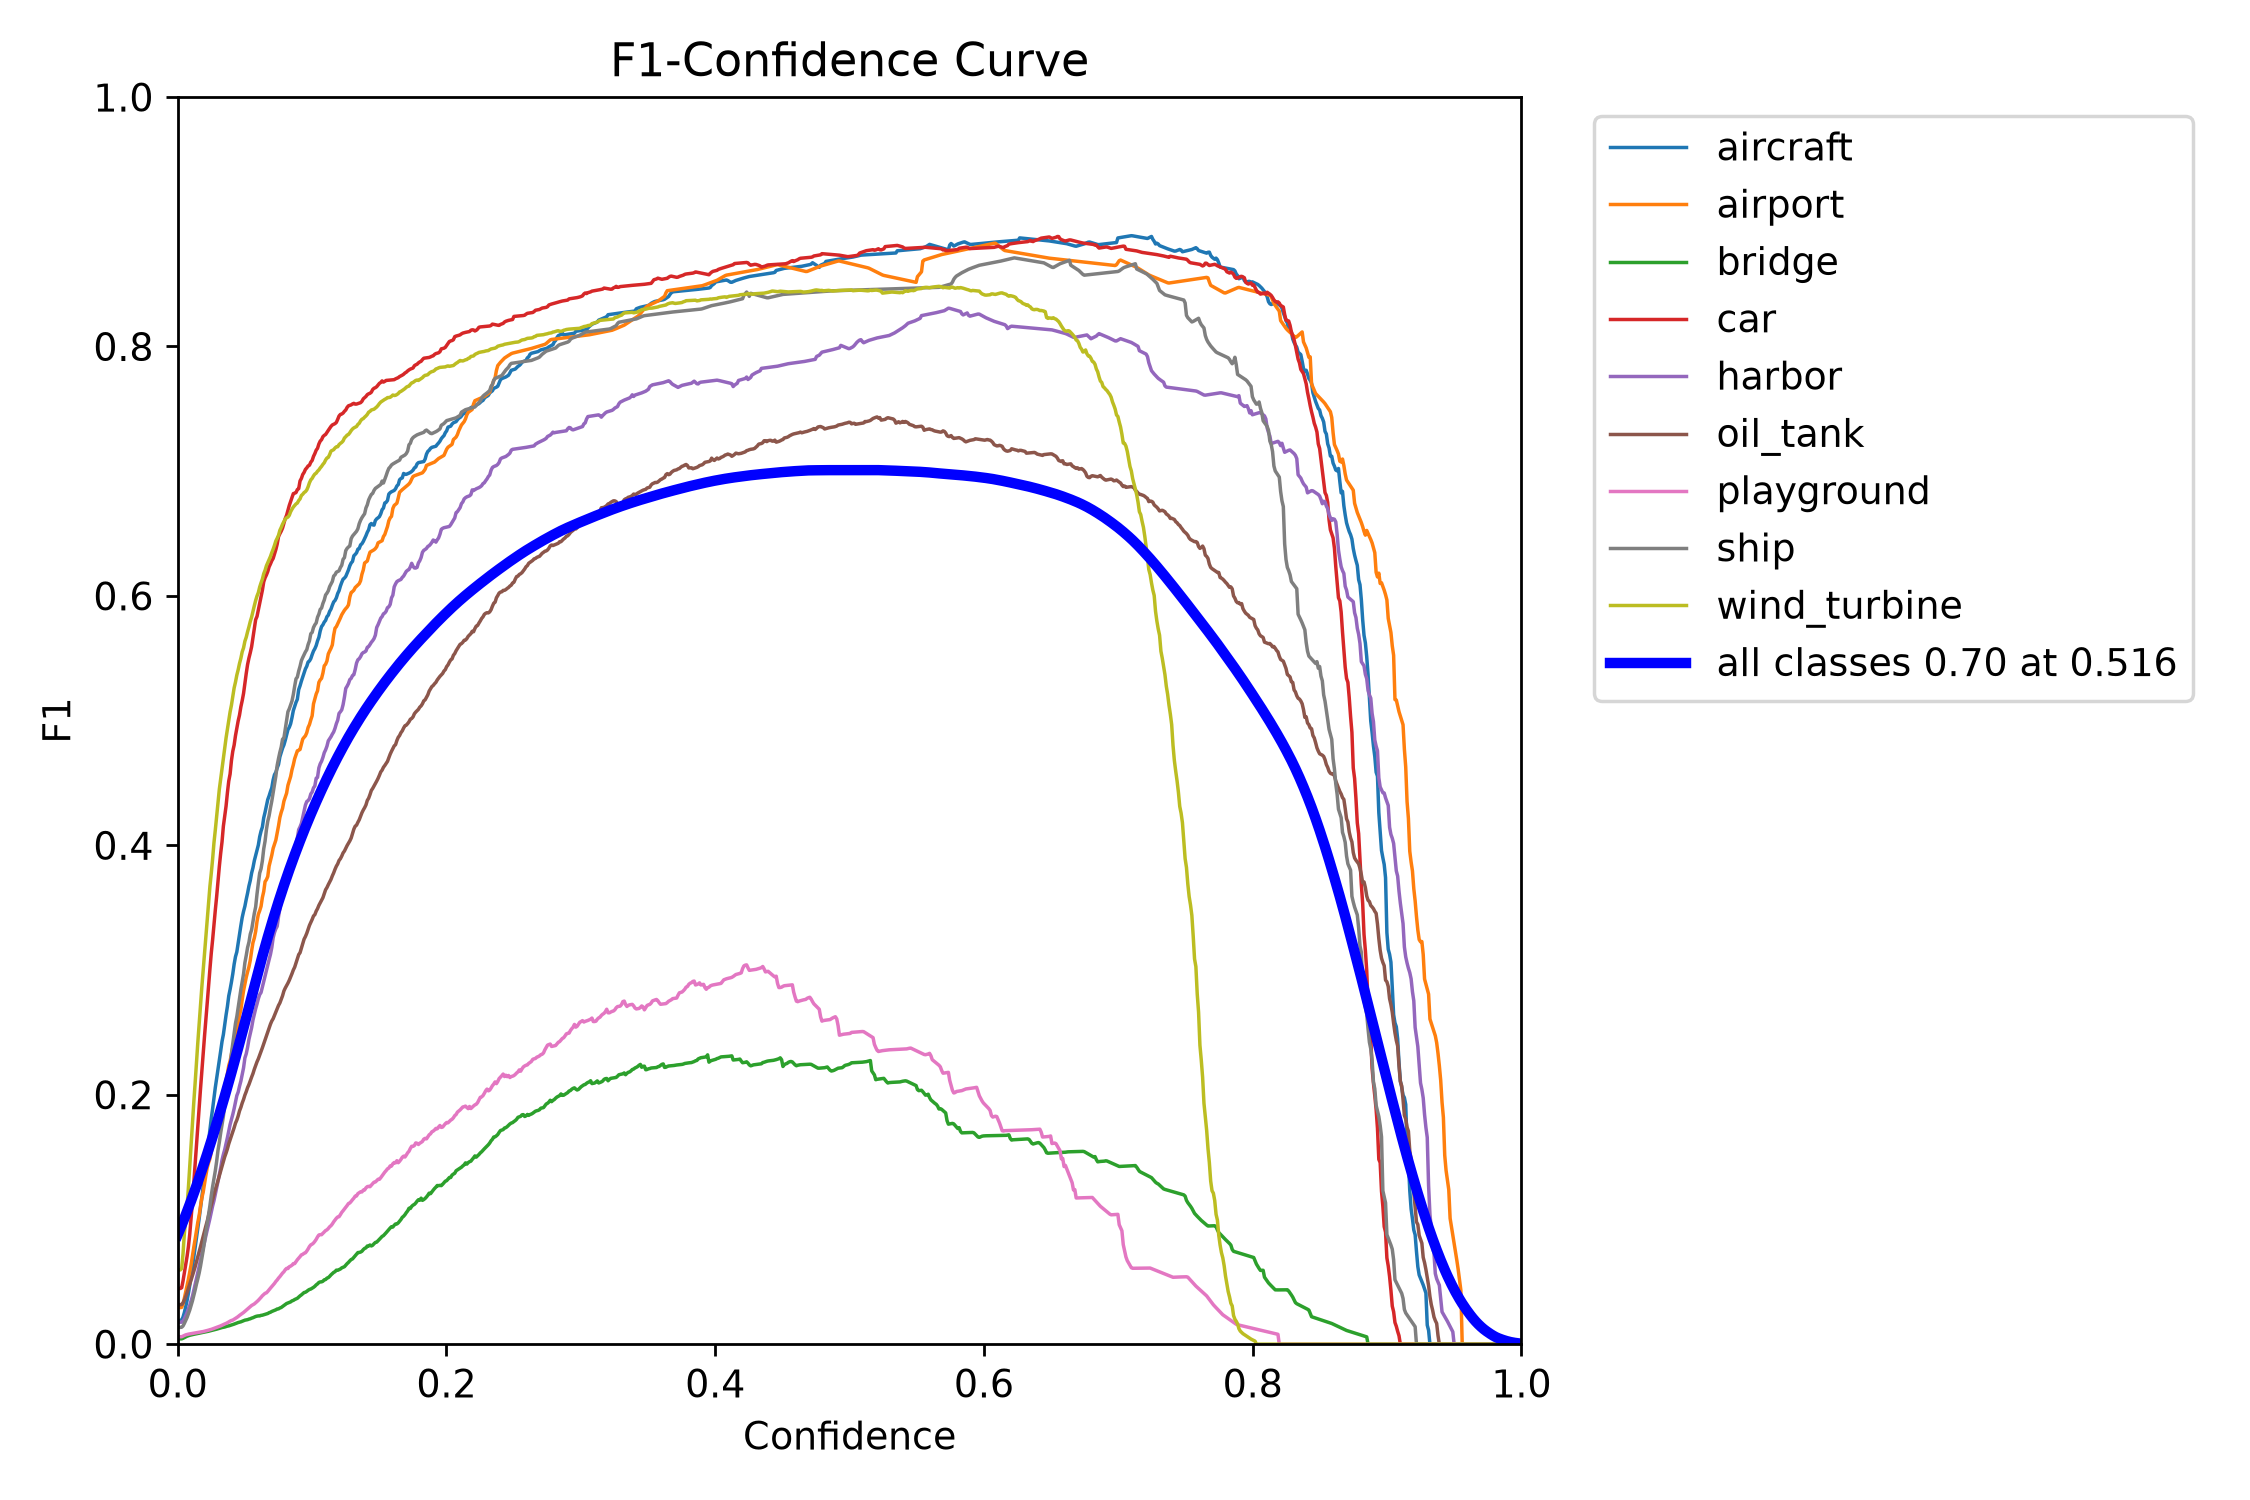 F1-Confidence Curve
1.0
0.8
0.6
0.4
0.2
0.0
F1
0.0 0.2 0.4 0.6 0.8 1.0
Confidence
aircraft
airport
bridge
car
harbor
oil_tank
playground
ship
wind_turbine
all classes 0.70 at 0.516